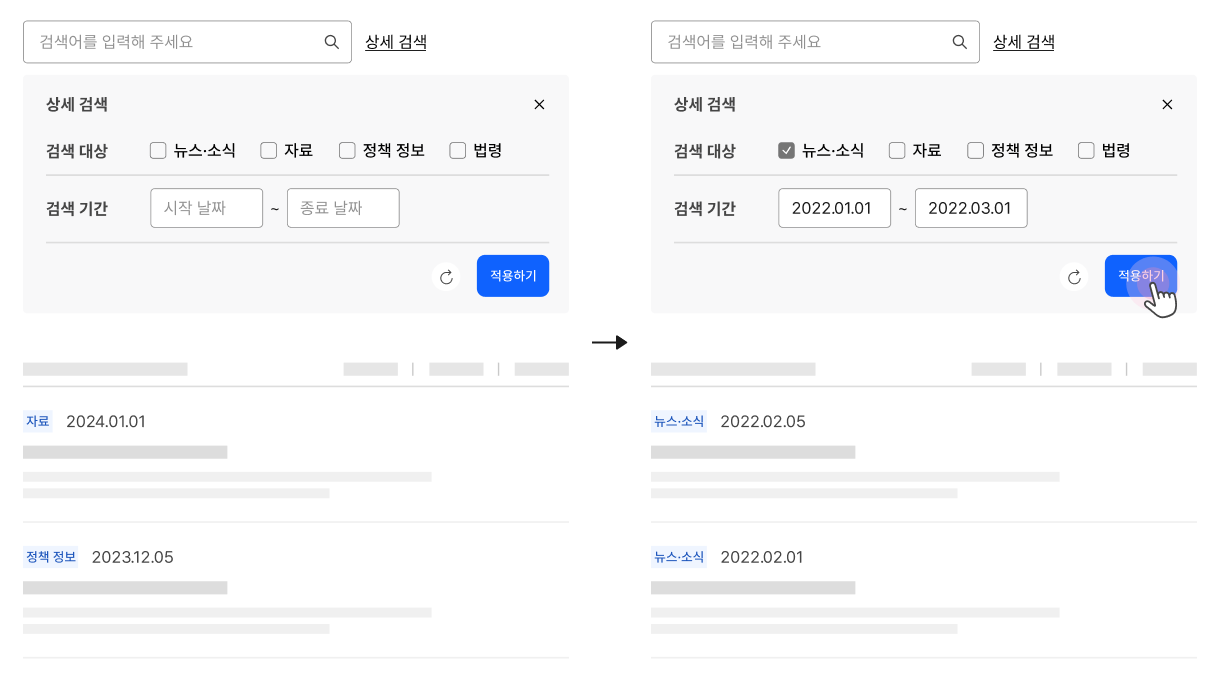 검색어를 입력해 주세요 상세 검색
상세 검색
검색 대상 뉴스·소식 자료 정책 정보 법령
검색 기간 시작 날짜 ~ 종료 날짜
적용하기
자료 2024.01.01
정책 정보 2023.12.05
검색어를 입력해 주세요 상세 검색
상세 검색
검색 대상 뉴스·소식 자료 정책 정보 법령
검색 기간 2022.01.01 ~ 2022.03.01
적용하기
뉴스·소식 2022.02.05
뉴스·소식 2022.02.01